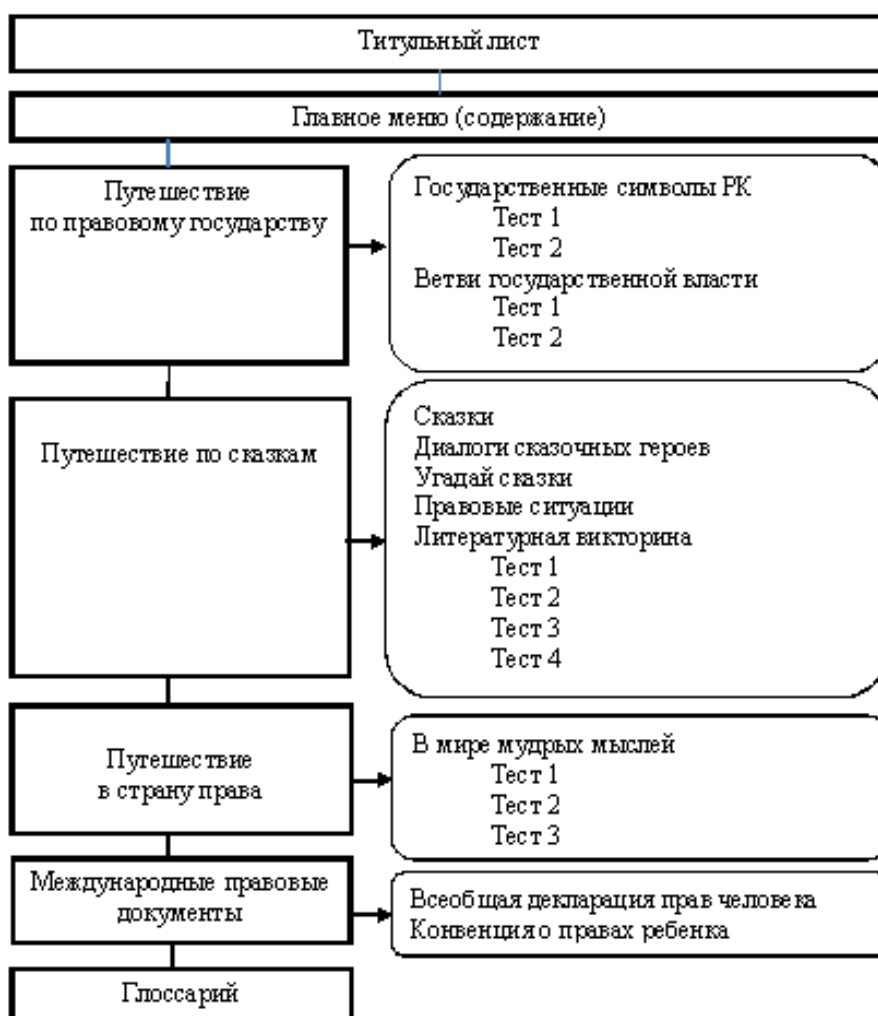 Титульный лист
Главное меню (содержание)
Путешествие
по правовому государству
Государственные символы РК
Тест 1
Тест 2
Ветви государственной власти
Тест 1
Тест 2
Путешествие по сказкам
Сказки
Диалоги сказочных героев
Угадай сказки
Правовые ситуации
Литературная викторина
Тест 1
Тест 2
Тест 3
Тест 4
Путешествие
в страну права
В мире мудрых мыслей
Тест 1
Тест 2
Тест 3
Международные правовые
документы
Всеобщая декларация прав человека
Конвенция о правах ребенка
Глоссарий